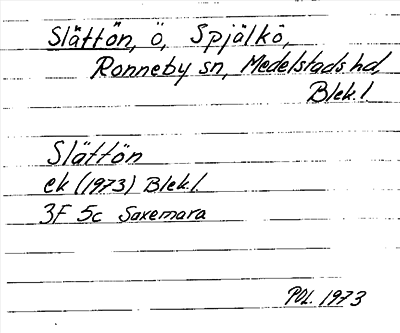 Slättön, ö, Spjälkö,
Ronneby sn, Medelstads hd,
Blek. l
Slättön
ek (1973) Blek. l.
3F 5c Saxemara
POL. 1973